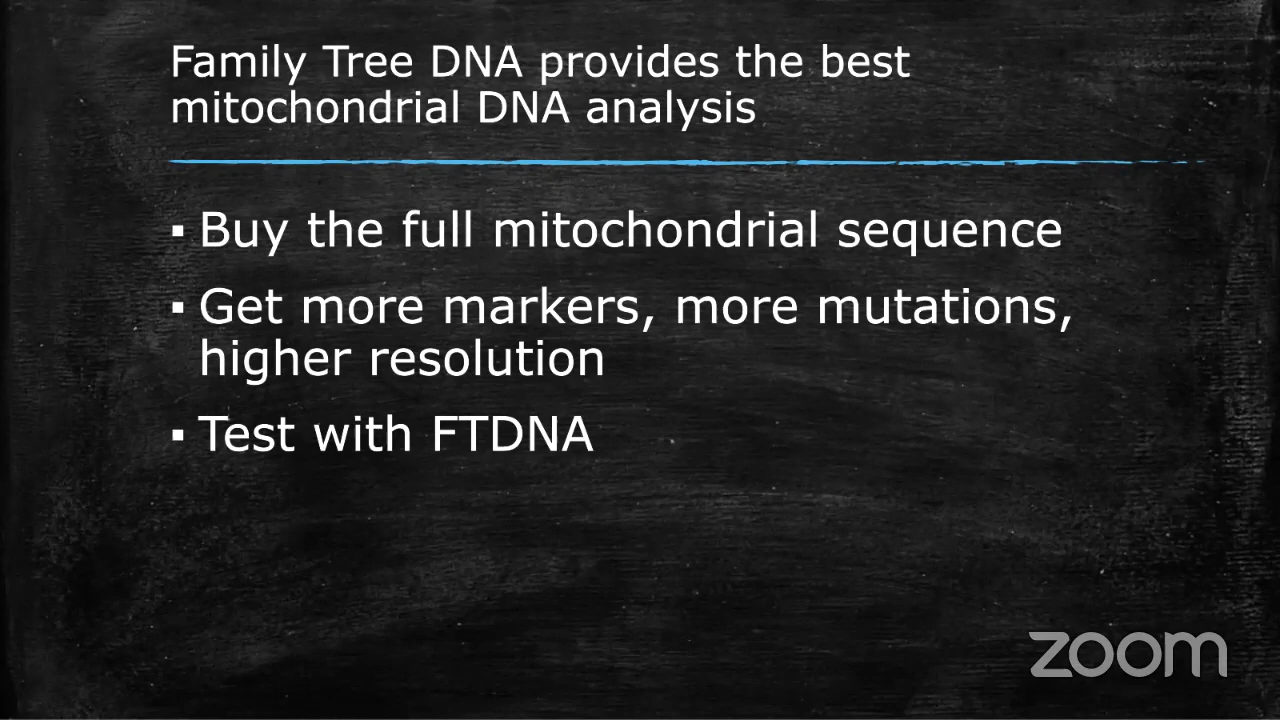 Family Tree DNA provides the best
mitochondrial DNA analysis
▪ Buy the full mitochondrial sequence
▪ Get more markers, more mutations,
higher resolution
▪ Test with FTDNA
zoom